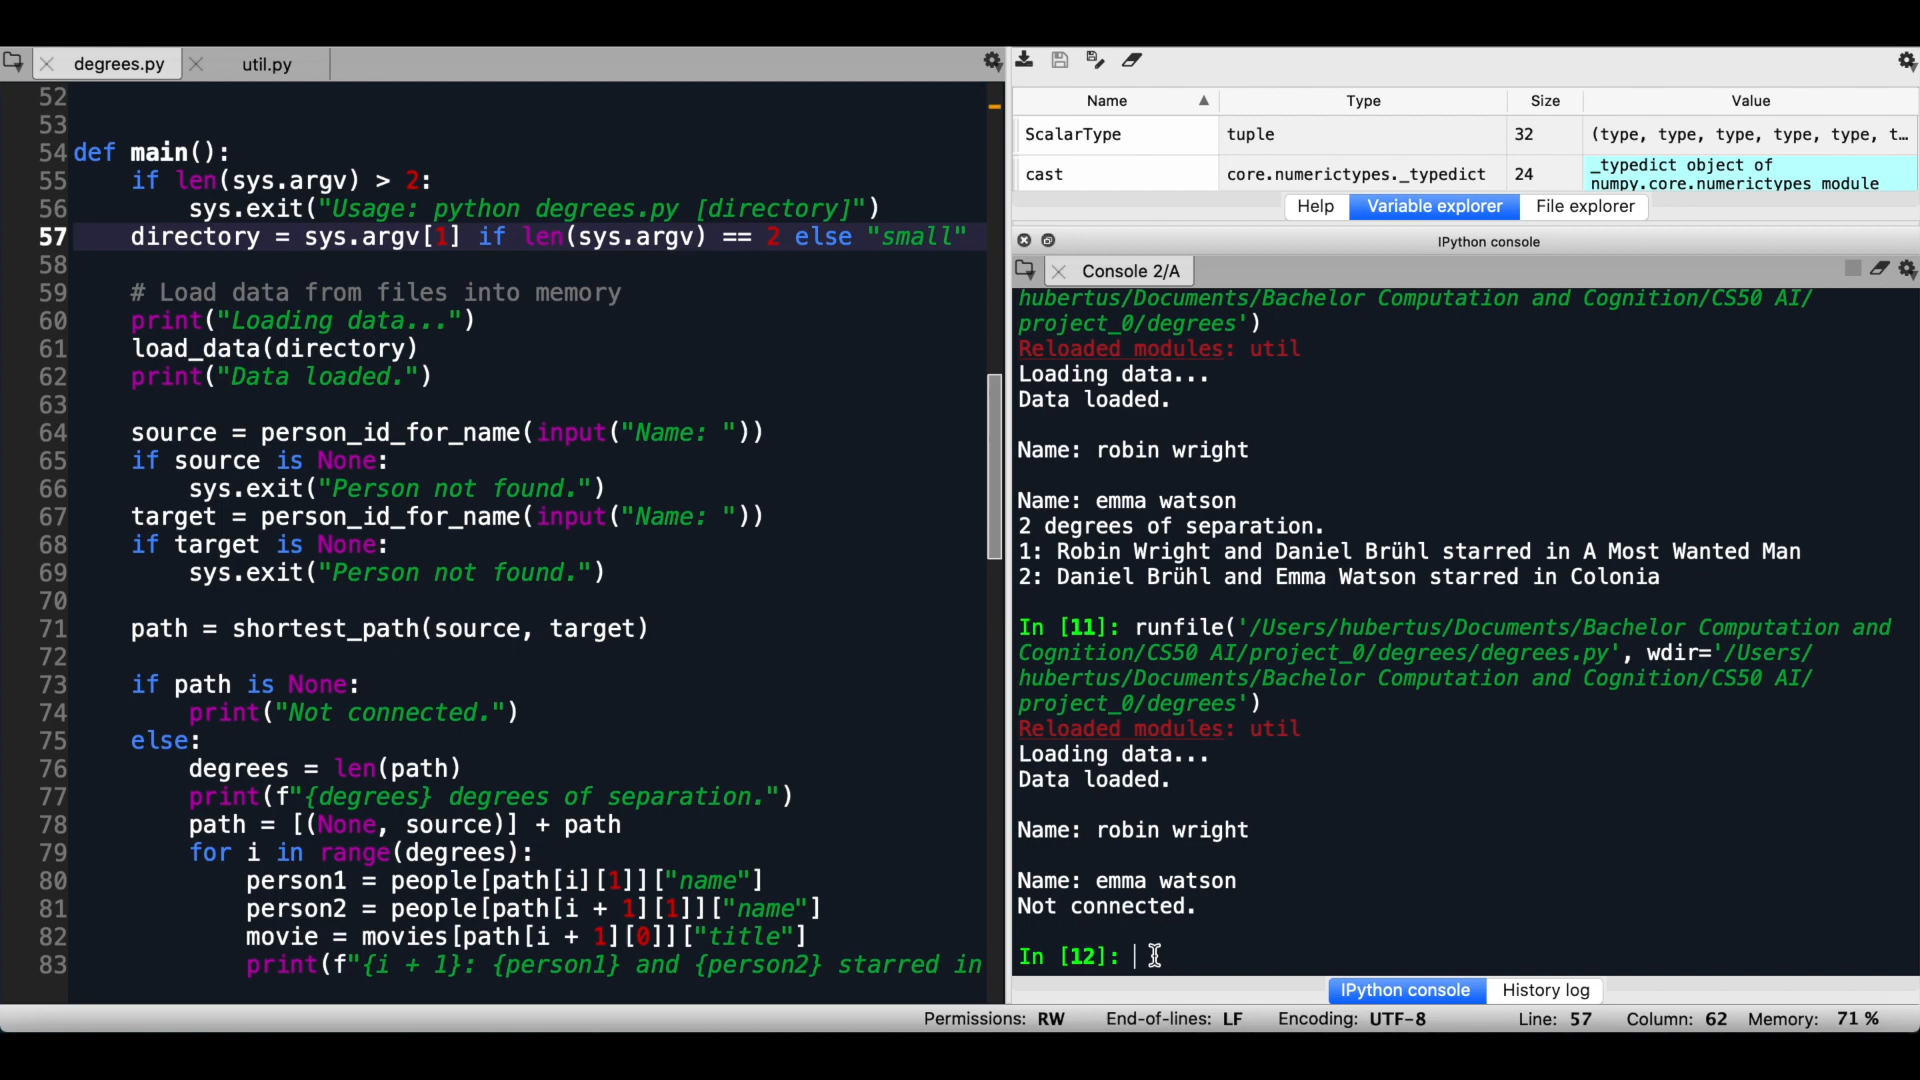 degrees.py
util.py
52
53
54 def main():
55 if len(sys.argv) > 2:
56 sys.exit("Usage: python degrees.py [directory]")
57 directory = sys.argv[1] if len(sys.argv) == 2 else "small"
58
59 # Load data from files into memory
60 print("Loading data...")
61 load_data(directory)
62 print("Data loaded.")
63
64 source = person_id_for_name(input("Name: "))
65 if source is None:
66 sys.exit("Person not found.")
67 target = person_id_for_name(input("Name: "))
68 if target is None:
69 sys.exit("Person not found.")
70
71 path = shortest_path(source, target)
72
73 if path is None:
74 print("Not connected.")
75 else:
76 degrees = len(path)
77 print(f"{degrees} degrees of separation.")
78 path = [(None, source)] + path
79 for i in range(degrees):
80 person1 = people[path[i][1]]["name"]
81 person2 = people[path[i + 1][1]]["name"]
82 movie = movies[path[i + 1][0]]["title"]
83 print(f"{i + 1}: {person1} and {person2} starred in
Name Type Size Value
ScalarType tuple 32 (type, type, type, type, type, t…
cast core.numerictypes._typedict 24 _typedict object of
numpy.core.numerictypes module
Help Variable explorer File explorer
IPython console
Console 2/A
hubertus/Documents/Bachelor Computation and Cognition/CS50 AI/
project_0/degrees')
Reloaded modules: util
Loading data...
Data loaded.
Name: robin wright
Name: emma watson
2 degrees of separation.
1: Robin Wright and Daniel Brühl starred in A Most Wanted Man
2: Daniel Brühl and Emma Watson starred in Colonia
In [11]: runfile('/Users/hubertus/Documents/Bachelor Computation and
Cognition/CS50 AI/project_0/degrees/degrees.py', wdir='/Users/
hubertus/Documents/Bachelor Computation and Cognition/CS50 AI/
project_0/degrees')
Reloaded modules: util
Loading data...
Data loaded.
Name: robin wright
Name: emma watson
Not connected.
In [12]:
IPython console History log
Permissions: RW End-of-lines: LF Encoding: UTF-8 Line: 57 Column: 62 Memory: 71 %